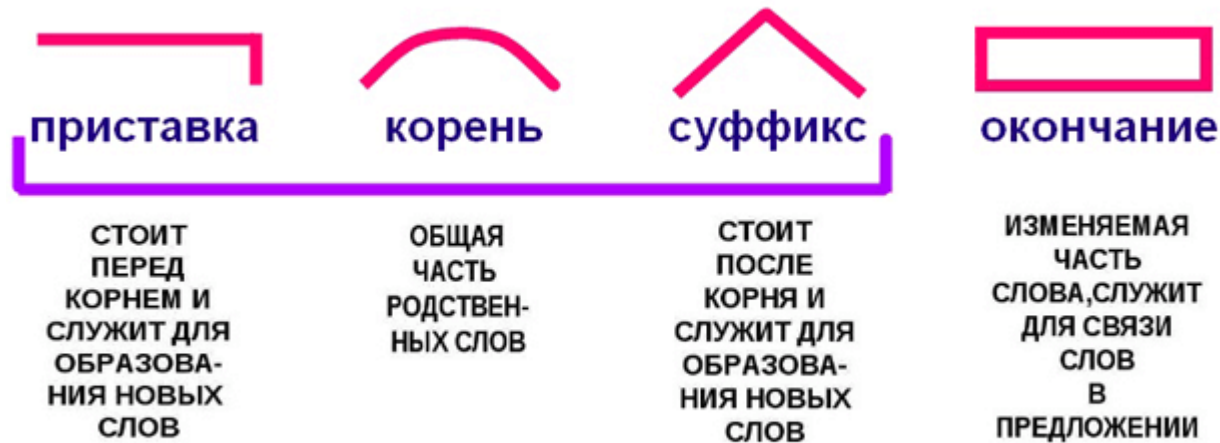 приставка
корень
суффикс
окончание
СТОИТ
ПЕРЕД
КОРНЕМ И
СЛУЖИТ ДЛЯ
ОБРАЗОВА-
НИЯ НОВЫХ
СЛОВ
ОБЩАЯ
ЧАСТЬ
РОДСТВЕН-
НЫХ СЛОВ
СТОИТ
ПОСЛЕ
КОРНЯ И
СЛУЖИТ ДЛЯ
ОБРАЗОВА-
НИЯ НОВЫХ
СЛОВ
ИЗМЕНЯЕМАЯ
ЧАСТЬ
СЛОВА,СЛУЖИТ
ДЛЯ СВЯЗИ
СЛОВ
В
ПРЕДЛОЖЕНИИ